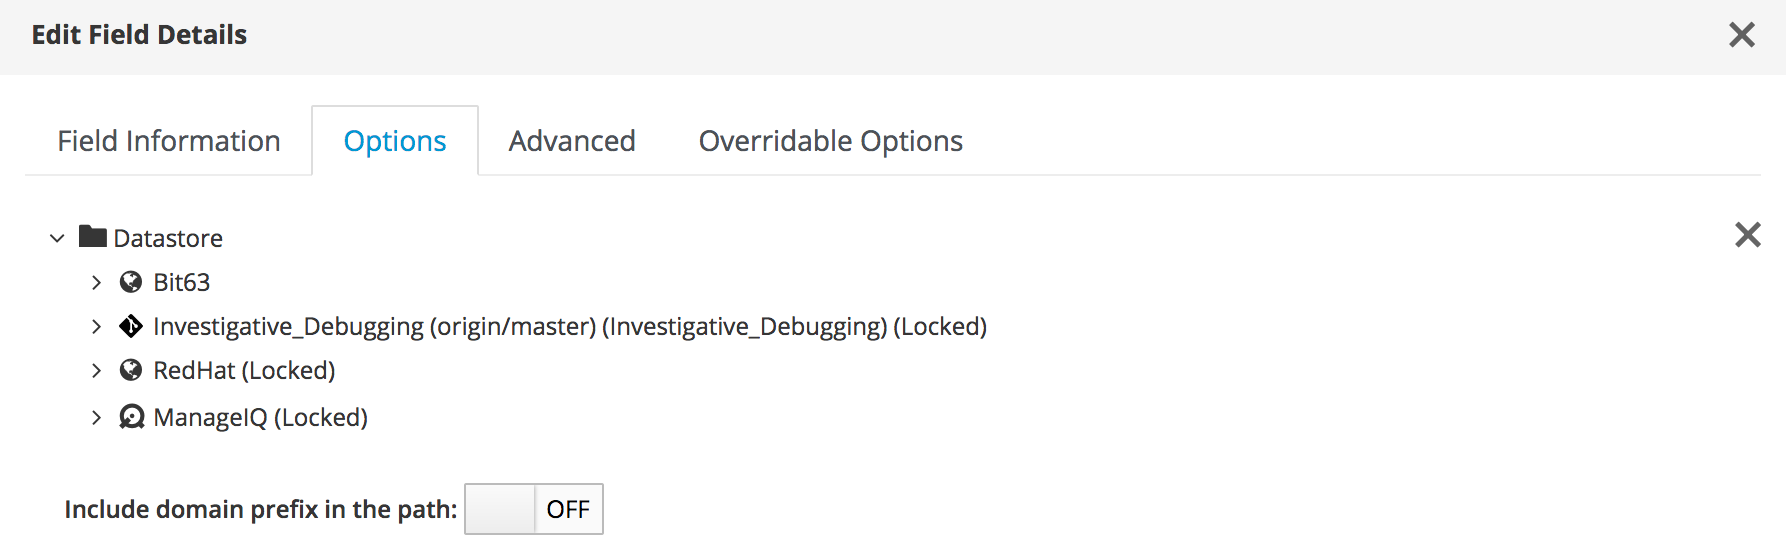 Edit Field Details
Field Information Options Advanced Overridable Options
Datastore
Bit63
Investigative_Debugging (origin/master) (Investigative_Debugging) (Locked)
RedHat (Locked)
ManageIQ (Locked)
Include domain prefix in the path: OFF